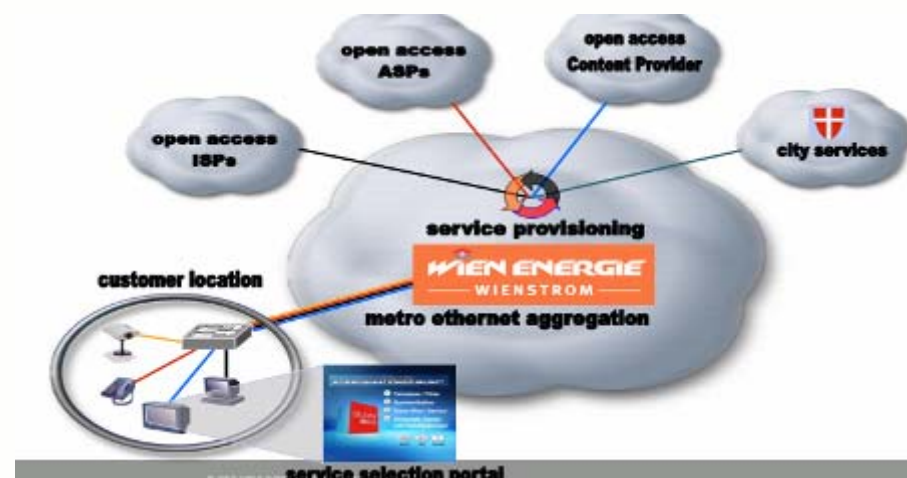 open access
ASPs
open access
Content Provider
open access
ISPs
city services
service provisioning
WIEN ENERGIE
WIENSTROM
metro ethernet aggregation
customer location
service selection portal